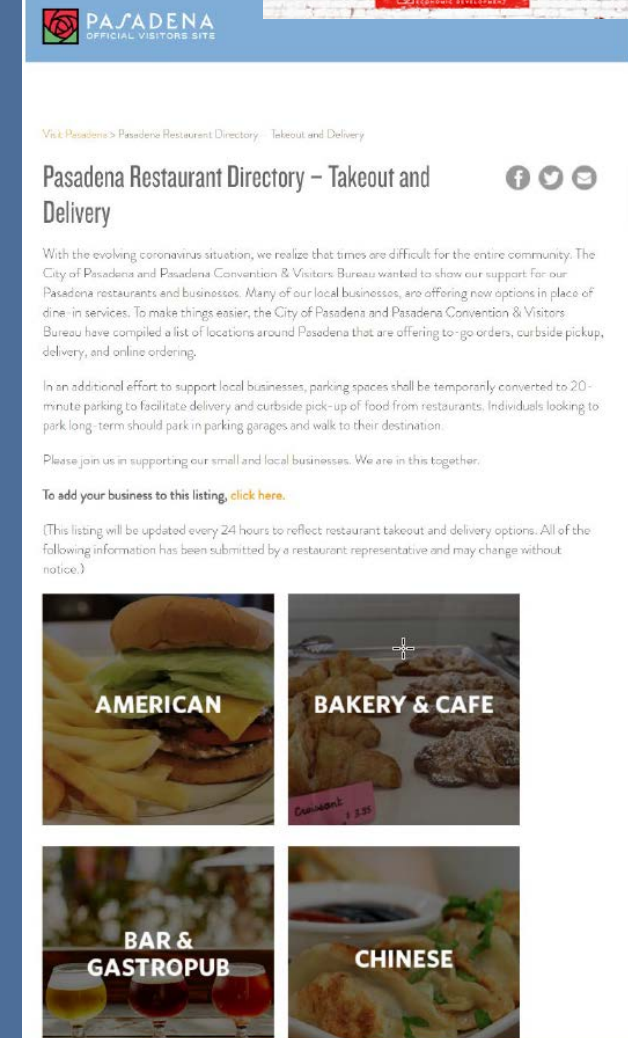 ECONOMIC DEVELOPMENT
PASADENA
OFFICIAL VISITORS SITE
Visit Pasadena > Pasadena Restaurant Directory – Takeout and Delivery
Pasadena Restaurant Directory – Takeout and
Delivery
With the evolving coronavirus situation, we realize that times are difficult for the entire community. The
City of Pasadena and Pasadena Convention & Visitors Bureau wanted to show our support for our
Pasadena restaurants and businesses. Many of our local businesses, are offering new options in place of
dine-in services. To make things easier, the City of Pasadena and Pasadena Convention & Visitors
Bureau have compiled a list of locations around Pasadena that are offering to-go orders, curbside pickup,
delivery, and online ordering.
In an additional effort to support local businesses, parking spaces shall be temporarily converted to 20-
minute parking to facilitate delivery and curbside pick-up of food from restaurants. Individuals looking to
park long-term should park in parking garages and walk to their destination.
Please join us in supporting our small and local businesses. We are in this together.
To add your business to this listing, click here.
(This listing will be updated every 24 hours to reflect restaurant takeout and delivery options. All of the
following information has been submitted by a restaurant representative and may change without
notice.)
AMERICAN
BAKERY & CAFE
Croissant
$ 3.95
BAR &
GASTROPUB
CHINESE